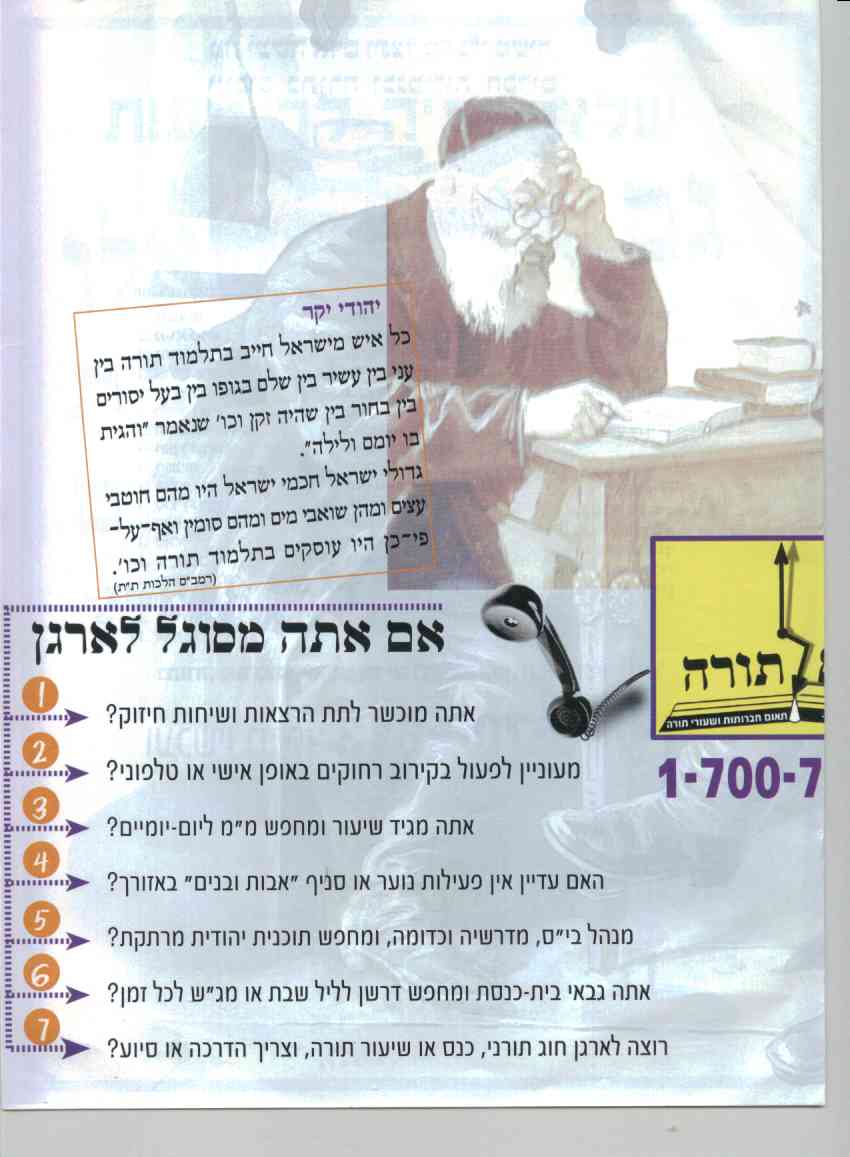 יהודי יקר
כל איש מישראל חייב בתלמוד תורה בין
עני בין עשיר בין שלם בגופו בין בעל יסורים
בין בחור בין שהיה זקן וכו' שנאמר "והגית
בו יומם ולילה".
גדולי ישראל חכמי ישראל היו מהם חוטבי
עצים ומהן שואבי מים ומהם סומין ואף-על-
פי-כן היו עוסקים בתלמוד תורה וכו'.
(רמב"ם הלכות ת"ת)
תורה
תאום חברותות ושעורי תורה
1-700-7
אם אתה מסוגל לארגן
1 אתה מוכשר לתת הרצאות ושיחות חיזוק?
2 מעוניין לפעול בקירוב רחוקים באופן אישי או טלפוני?
3 אתה מגיד שיעור ומחפש מ"מ ליום-יומיים?
4 האם עדיין אין פעילות נוער או סניף "אבות ובנים" באזורך?
5 מנהל בי"ס, מדרשיה וכדומה, ומחפש תוכנית יהודית מרתקת?
6 אתה גבאי בית-כנסת ומחפש דרשן לליל שבת או מג"ש לכל זמן?
7 רוצה לארגן חוג תורני, כנס או שיעור תורה, וצריך הדרכה או סיוע?